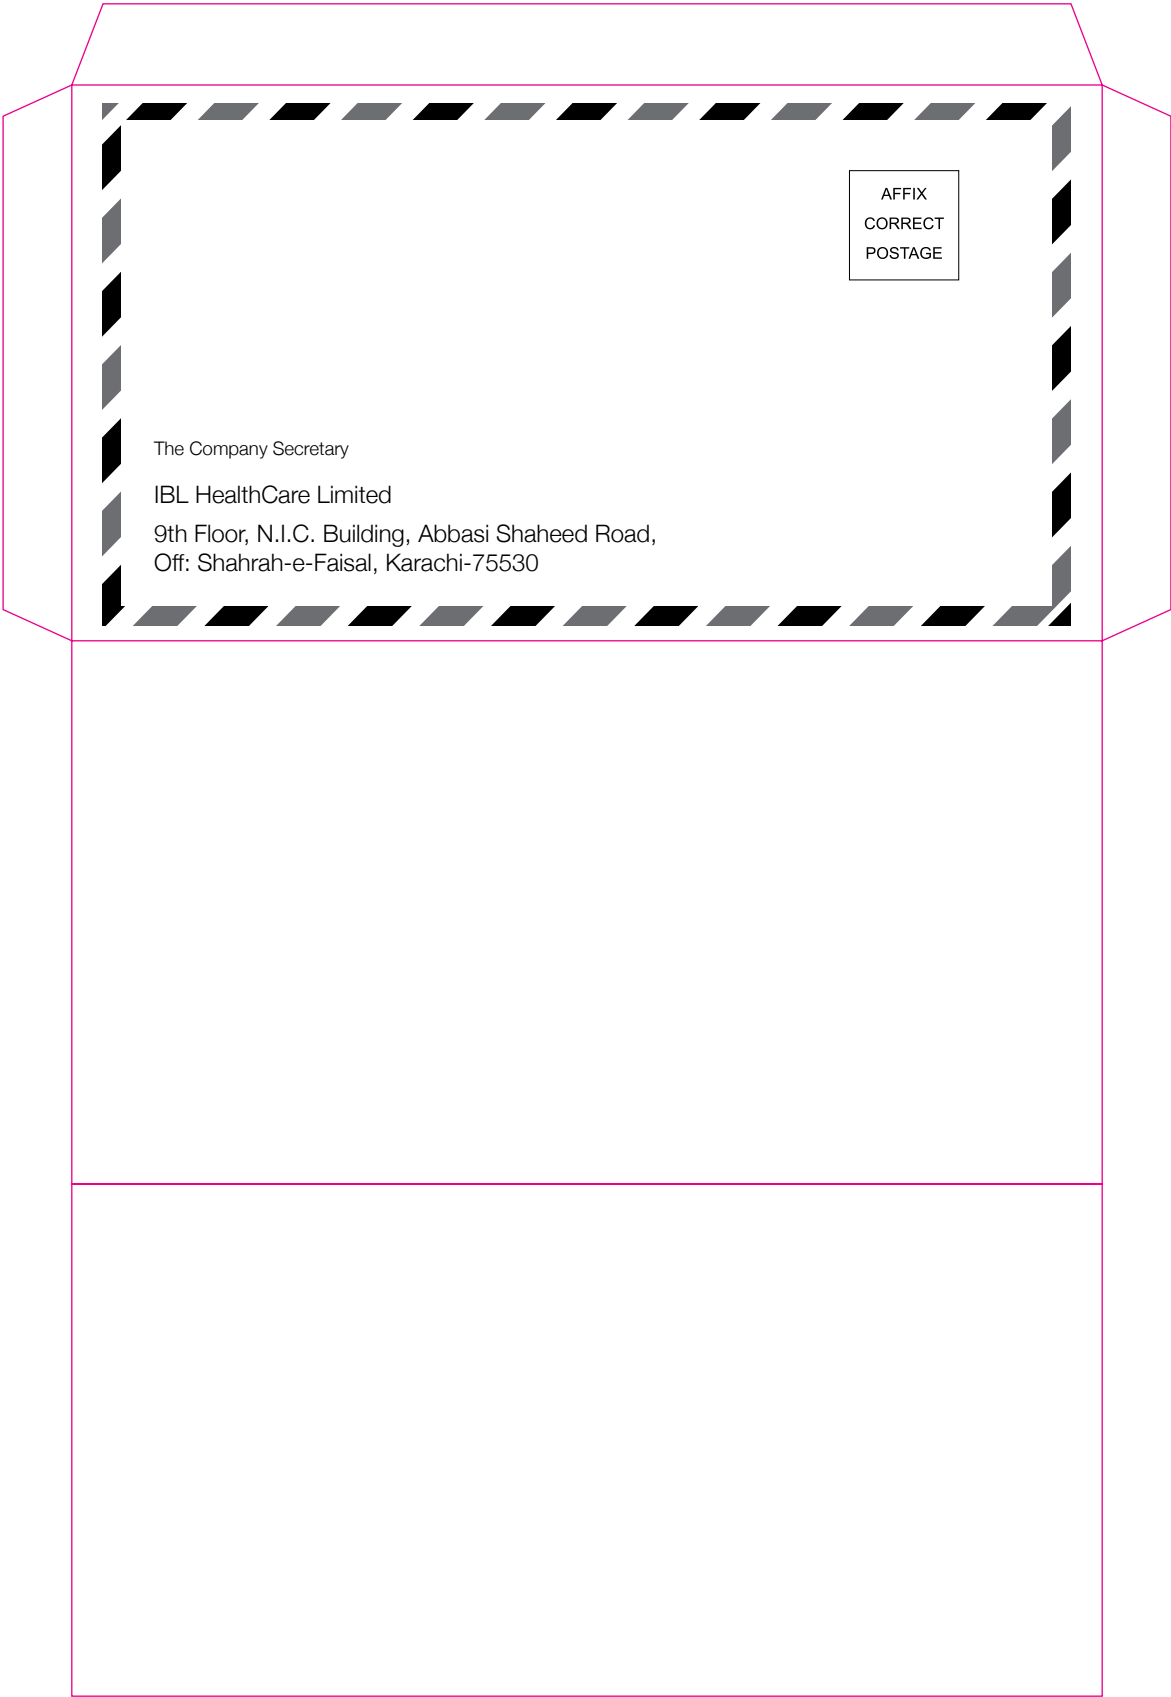 AFFIX
CORRECT
POSTAGE
The Company Secretary
IBL HealthCare Limited
9th Floor, N.I.C. Building, Abbasi Shaheed Road,
Off: Shahrah-e-Faisal, Karachi-75530